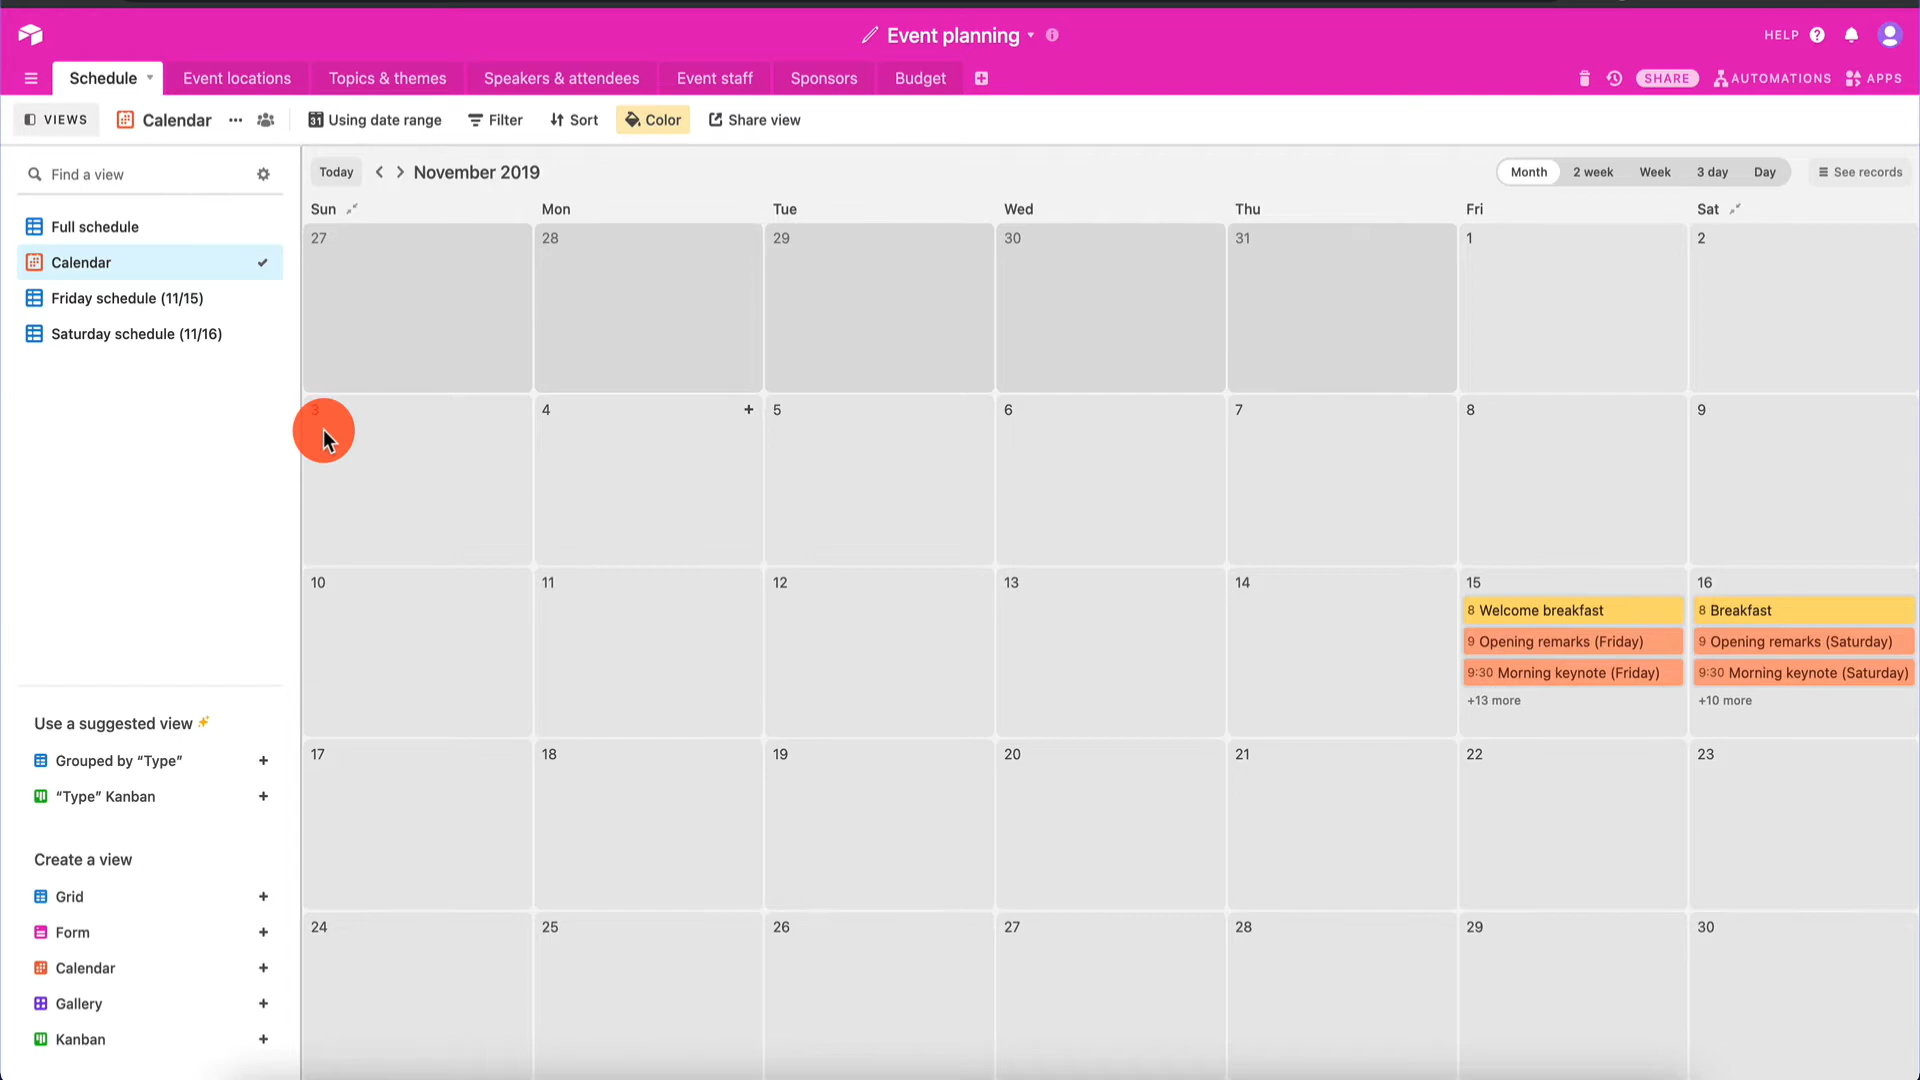 Event planning
HELP
Schedule
Event locations
Topics & themes
Speakers & attendees
Event staff
Sponsors
Budget
SHARE
AUTOMATIONS
APPS
VIEWS
Calendar
31 Using date range
Filter
Sort
Color
Share view
Find a view
Full schedule
Calendar
Friday schedule (11/15)
Saturday schedule (11/16)
Use a suggested view
Grouped by “Type”
“Type” Kanban
Create a view
Grid
Form
Calendar
Gallery
Kanban
Today
November 2019
Month
2 week
Week
3 day
Day
See records
Sun Mon Tue Wed Thu Fri Sat
27 28 29 30 31 1 2
3 4 5 6 7 8 9
10 11 12 13 14 15 16
8 Welcome breakfast
9 Opening remarks (Friday)
9:30 Morning keynote (Friday)
+13 more
8 Breakfast
9 Opening remarks (Saturday)
9:30 Morning keynote (Saturday)
+10 more
17 18 19 20 21 22 23
24 25 26 27 28 29 30